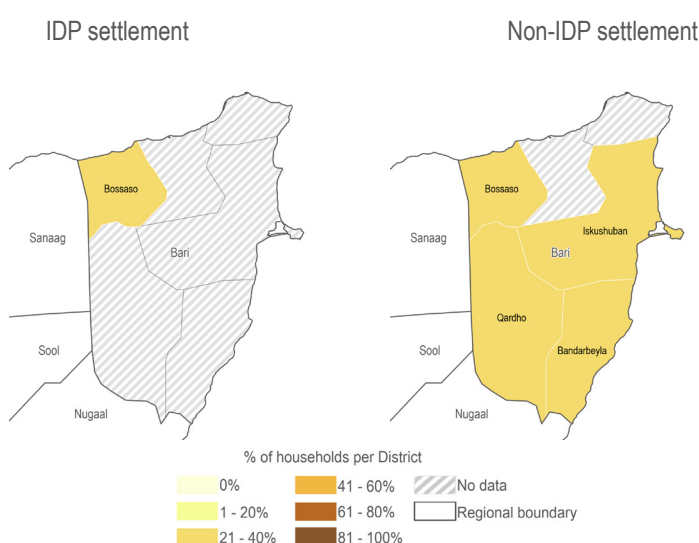 IDP settlement
Non-IDP settlement
Bossaso
Sanaag
Bari
Sool
Nugaal
Bossaso
Iskushuban
Sanaag
Bari
Qardho
Sool
Bandarbeyla
Nugaal
% of households per District
0%
41 - 60%
No data
1 - 20%
61 - 80%
Regional boundary
21 - 40%
81 - 100%